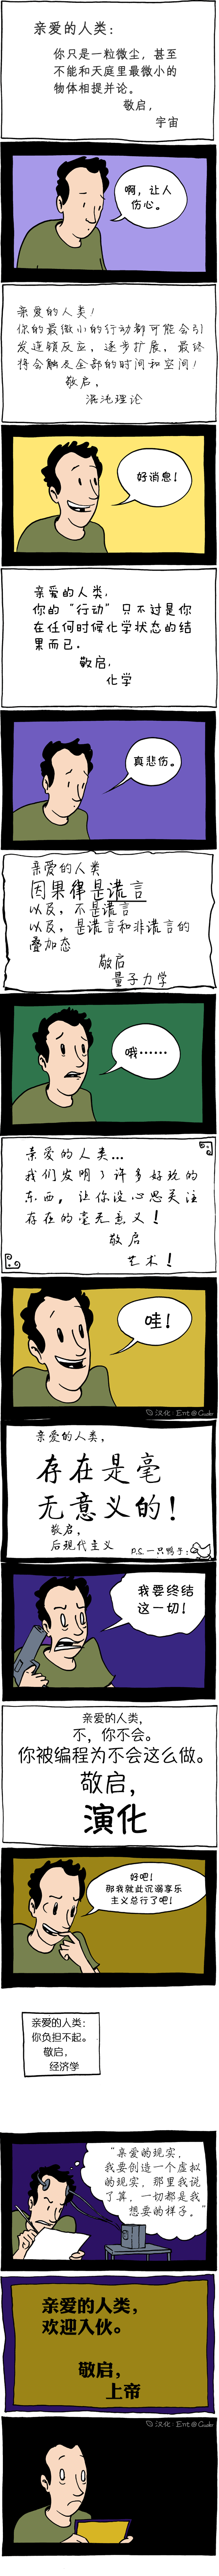 亲爱的人类：
你只是一粒微尘，甚至
不能和天庭里最微小的
物体相提并论。
敬启，
宇宙
啊，让人
伤心。
亲爱的人类！
你的最微小的行动都可能会引
发连锁反应，逐步扩展，最终
将会触及全部的时间和空间！
敬启，
混沌理论
好消息！
亲爱的人类，
你的“行动”只不过是你
在任何时候化学状态的结
果而已。
敬启，
化学
真悲伤。
亲爱的人类
因果律是谎言
以及，不是谎言
以及，是谎言和非谎言的
叠加态
敬启
量子力学
哦……
亲爱的人类…
我们发明了许多好玩的
东西，让你没心思关注
存在的毫无意义！
敬启
艺术！
哇！
汉化：Ent@Guokr
亲爱的人类，
存在是毫
无意义的！
敬启，
后现代主义
P.S.一只鸭子：
我要终结
这一切！
亲爱的人类，
不，你不会。
你被编程为不会这么做。
敬启，
演化
好吧！
那我就此沉溺享乐
主义总行了吧！
亲爱的人类：
你负担不起。
敬启，
经济学
“亲爱的现实，
我要创造一个虚拟
的现实，那里我说
了算，一切都是我
想要的样子。”
亲爱的人类，
欢迎入伙。
敬启，
上帝
汉化：Ent@Guokr